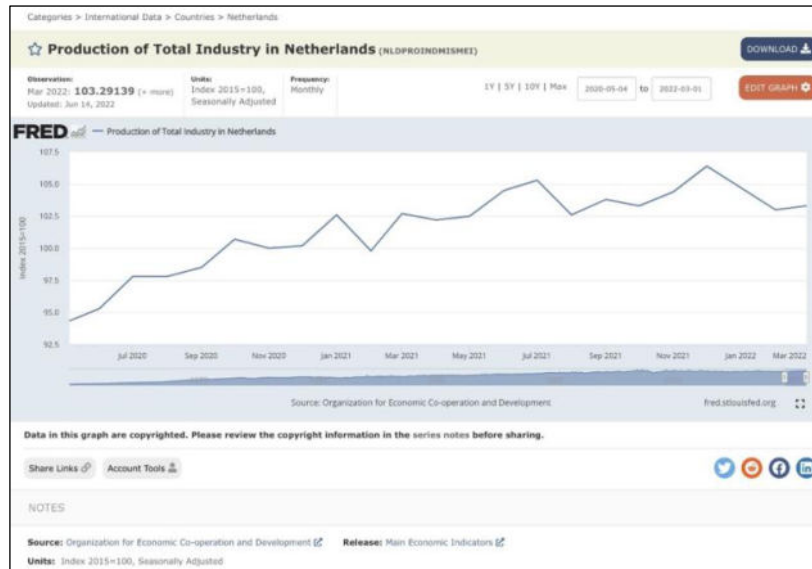 Categories > International Data > Countries > Netherlands
Production of Total Industry in Netherlands (NLDPROINDMISMEI)
DOWNLOAD
Observation:
Mar 2022: 103.29139 (+ more)
Updated: Jun 14, 2022
Units:
Index 2015=100,
Seasonally Adjusted
Frequency:
Monthly
1Y | 5Y | 10Y | Max
2020-05-04 to 2022-03-01
EDIT GRAPH
FRED — Production of Total Industry in Netherlands
107.5
105.0
102.5
100.0
97.5
95.0
92.5
Index 2015=100
Jul 2020 Sep 2020 Nov 2020 Jan 2021 Mar 2021 May 2021 Jul 2021 Sep 2021 Nov 2021 Jan 2022 Mar 2022
Source: Organization for Economic Co-operation and Development
fred.stlouisfed.org
Data in this graph are copyrighted. Please review the copyright information in the series notes before sharing.
Share Links Account Tools
NOTES
Source: Organization for Economic Co-operation and Development Release: Main Economic Indicators
Units: Index 2015=100, Seasonally Adjusted